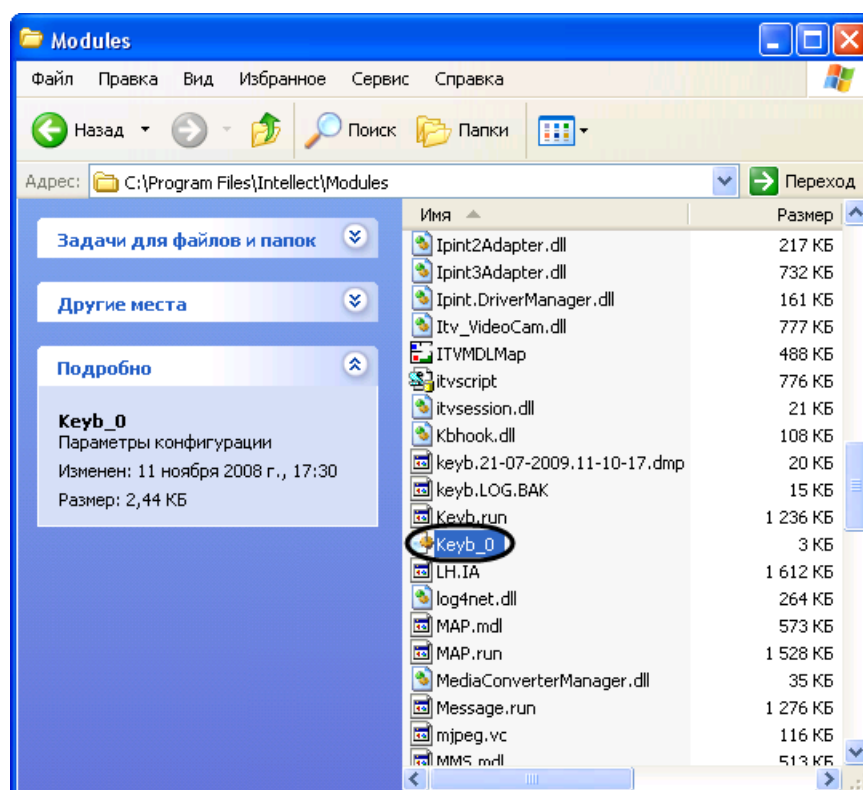 Modules
Файл Правка Вид Избранное Сервис Справка
Назад Поиск Папки
Адрес: C:\Program Files\Intellect\Modules Переход
Задачи для файлов и папок
Другие места
Подробно
Keyb_0
Параметры конфигурации
Изменен: 11 ноября 2008 г., 17:30
Размер: 2,44 КБ
Имя Размер
Ipint2Adapter.dll 217 КБ
Ipint3Adapter.dll 732 КБ
Ipint.DriverManager.dll 161 КБ
Itv_VideoCam.dll 777 КБ
ITVMDLMap 488 КБ
itvscript 776 КБ
itvsession.dll 21 КБ
Kbhook.dll 108 КБ
keyb.21-07-2009.11-10-17.dmp 20 КБ
keyb.LOG.BAK 15 КБ
Keyb.run 1 236 КБ
Keyb_0 3 КБ
LH.IA 1 612 КБ
log4net.dll 264 КБ
MAP.mdl 573 КБ
MAP.run 1 528 КБ
MediaConverterManager.dll 35 КБ
Message.run 1 276 КБ
mjpeg.vc 116 КБ
MMS.mdl 513 КБ